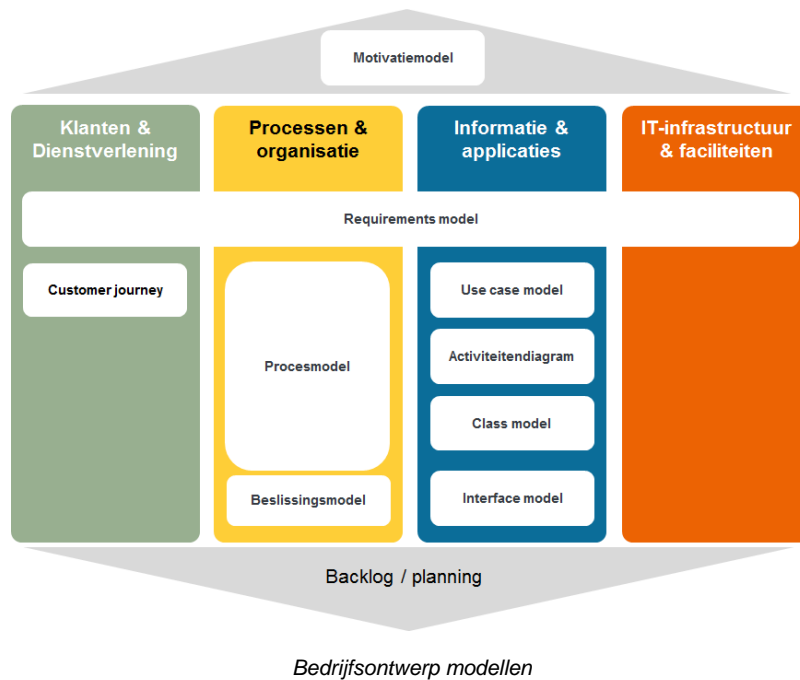 Motivatiemodel
Klanten &
Dienstverlening
Processen &
organisatie
Informatie &
applicaties
IT-infrastructuur
& faciliteiten
Requirements model
Customer journey
Procesmodel
Beslissingsmodel
Use case model
Activiteitendiagram
Class model
Interface model
Backlog / planning
Bedrijfsontwerp modellen